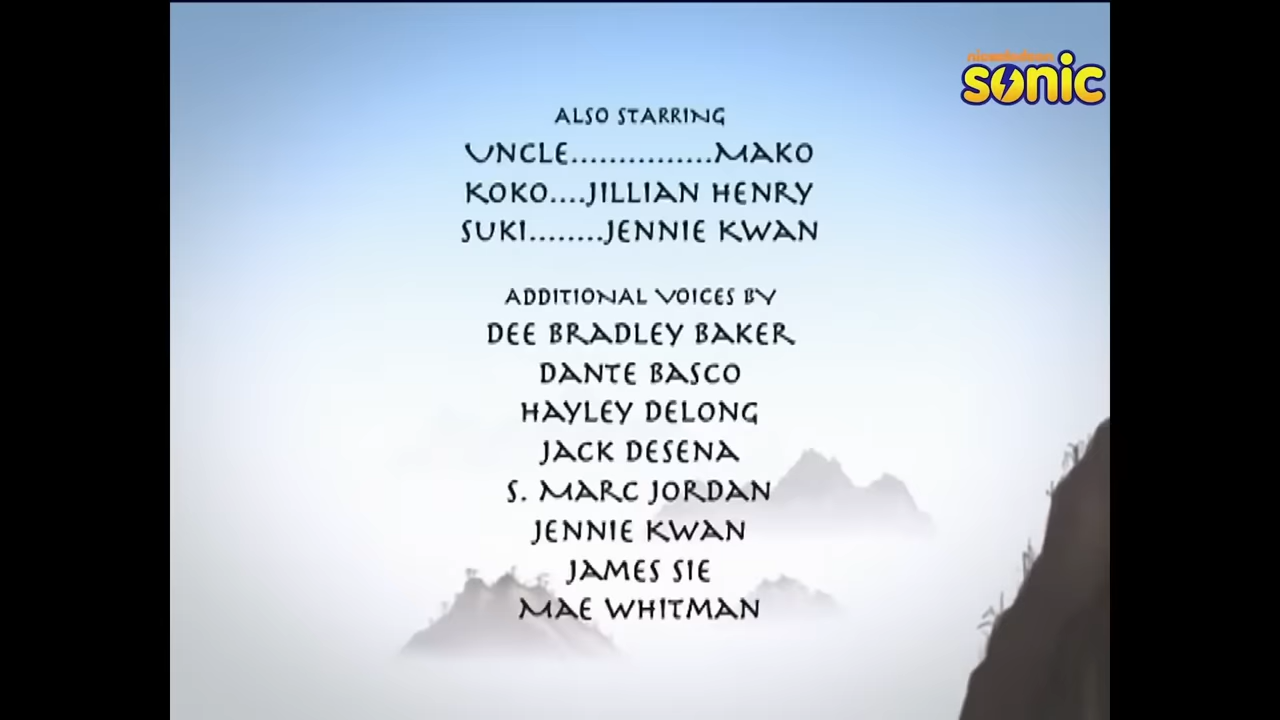 nickelodeon
sonic
ALSO STARRING
UNCLE...............MAKO
KOKO....JILLIAN HENRY
SUKI........JENNIE KWAN
ADDITIONAL VOICES BY
DEE BRADLEY BAKER
DANTE BASCO
HAYLEY DELONG
JACK DESENA
S. MARC JORDAN
JENNIE KWAN
JAMES SIE
MAE WHITMAN